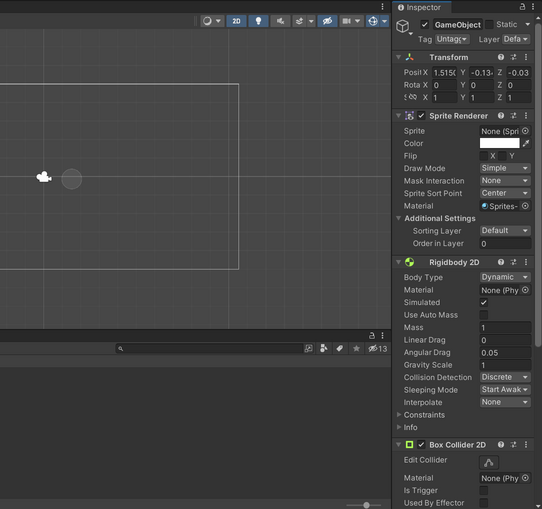 Inspector
GameObject Static
Tag Untagg Layer Defa
2D
Transform
Posit X 1.5150 Y -0.13 Z -0.03
Rota X 0 Y 0 Z 0
X 1 Y 1 Z 1
Sprite Renderer
Sprite None (Spri
Color
Flip X Y
Draw Mode Simple
Mask Interaction None
Sprite Sort Point Center
Material Sprites-
Additional Settings
Sorting Layer Default
Order in Layer 0
Rigidbody 2D
Body Type Dynamic
Material None (Phy
Simulated
Use Auto Mass
Mass 1
Linear Drag 0
Angular Drag 0.05
Gravity Scale 1
Collision Detection Discrete
Sleeping Mode Start Awak
Interpolate None
Constraints
Info
13
Box Collider 2D
Edit Collider
Material None (Phy
Is Trigger
Used By Effector